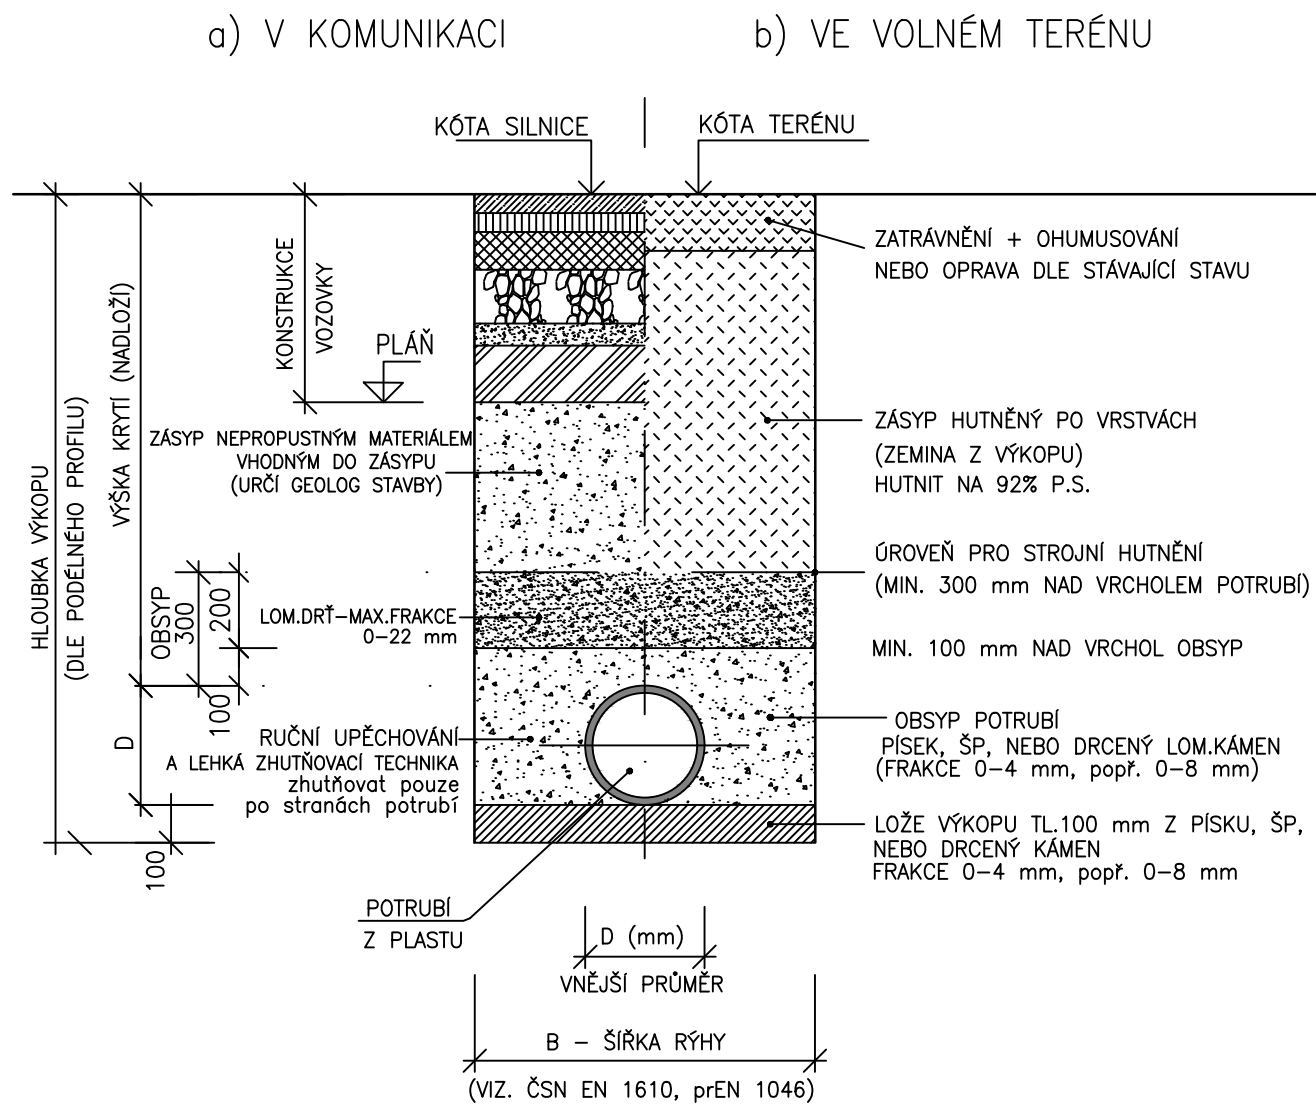 a) V KOMUNIKACI
b) VE VOLNÉM TERÉNU
KÓTA SILNICE
KÓTA TERÉNU
HLOUBKA VÝKOPU
(DLE PODÉLNÉHO PROFILU)
VÝŠKA KRYTÍ (NADLOŽÍ)
KONSTRUKCE
VOZOVKY
PLÁŇ
ZÁSYP NEPROPUSTNÝM MATERIÁLEM
VHODNÝM DO ZÁSYPU
(URČÍ GEOLOG STAVBY)
OBSYP
300
200
100
LOM.DRŤ-MAX.FRAKCE
0-22 mm
D
RUČNÍ UPĚCHOVÁNÍ
A LEHKÁ ZHUTŇOVACÍ TECHNIKA
zhutňovat pouze
po stranách potrubí
100
POTRUBÍ
Z PLASTU
ZATRÁVNĚNÍ + OHUMUSOVÁNÍ
NEBO OPRAVA DLE STÁVAJÍCÍ STAVU
ZÁSYP HUTNĚNÝ PO VRSTVÁCH
(ZEMINA Z VÝKOPU)
HUTNIT NA 92% P.S.
ÚROVEŇ PRO STROJNÍ HUTNĚNÍ
(MIN. 300 mm NAD VRCHOLEM POTRUBÍ)
MIN. 100 mm NAD VRCHOL OBSYP
OBSYP POTRUBÍ
PÍSEK, ŠP, NEBO DRCENÝ LOM.KÁMEN
(FRAKCE 0-4 mm, popř. 0-8 mm)
LOŽE VÝKOPU TL.100 mm Z PÍSKU, ŠP,
NEBO DRCENÝ KÁMEN
FRAKCE 0-4 mm, popř. 0-8 mm
D (mm)
VNĚJŠÍ PRŮMĚR
B - ŠÍŘKA RÝHY
(VIZ. ČSN EN 1610, prEN 1046)